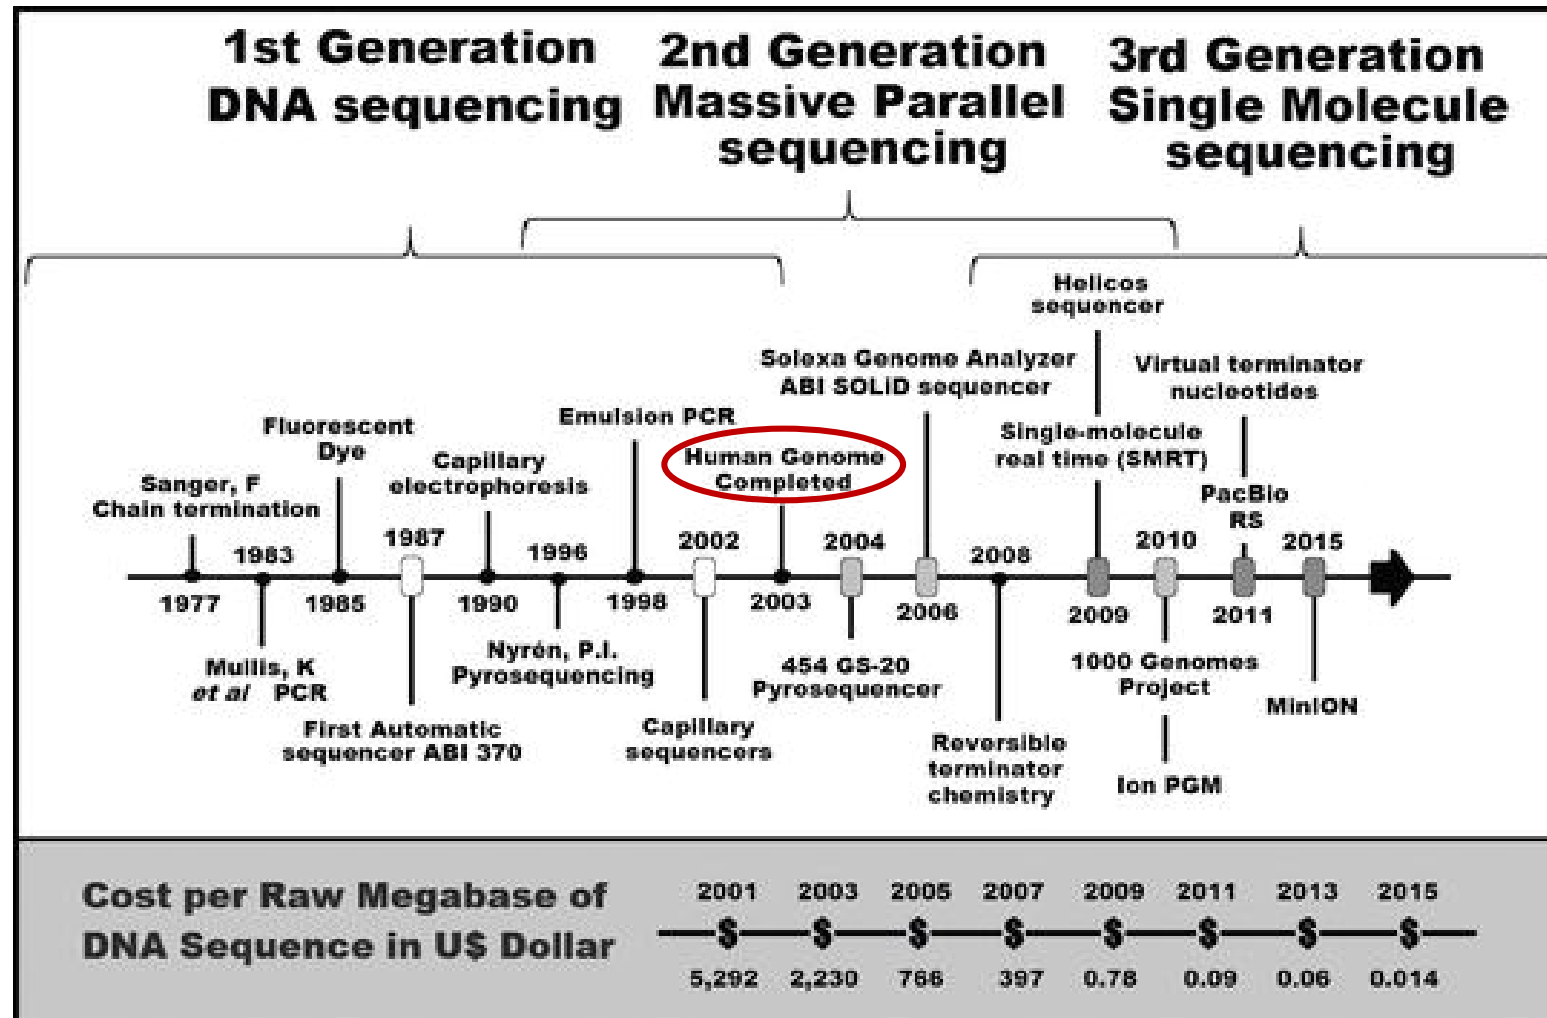 1st Generation
DNA sequencing
2nd Generation
Massive Parallel
sequencing
3rd Generation
Single Molecule
sequencing
Helicos
sequencer
Solexa Genome Analyzer
ABI SOLiD sequencer
Virtual terminator
nucleotides
Emulsion PCR
Fluorescent
Dye
Capillary
electrophoresis
Human Genome
Completed
Single-molecule
real time (SMRT)
Sanger, F
Chain termination
PacBio
RS
1983
1987
1996
2002
2004
2008
2010
2015
1977
1985
1990
1998
2003
2006
2009
2011
Mullis, K
et al PCR
Nyrén, P.I.
Pyrosequencing
454 GS-20
Pyrosequencer
1000 Genomes
Project
MinION
First Automatic
sequencer ABI 370
Capillary
sequencers
Reversible
terminator
chemistry
Ion PGM
Cost per Raw Megabase of
DNA Sequence in U$ Dollar
2001 2003 2005 2007 2009 2011 2013 2015
$ $ $ $ $ $ $ $
5,292 2,230 766 397 0.78 0.09 0.06 0.014